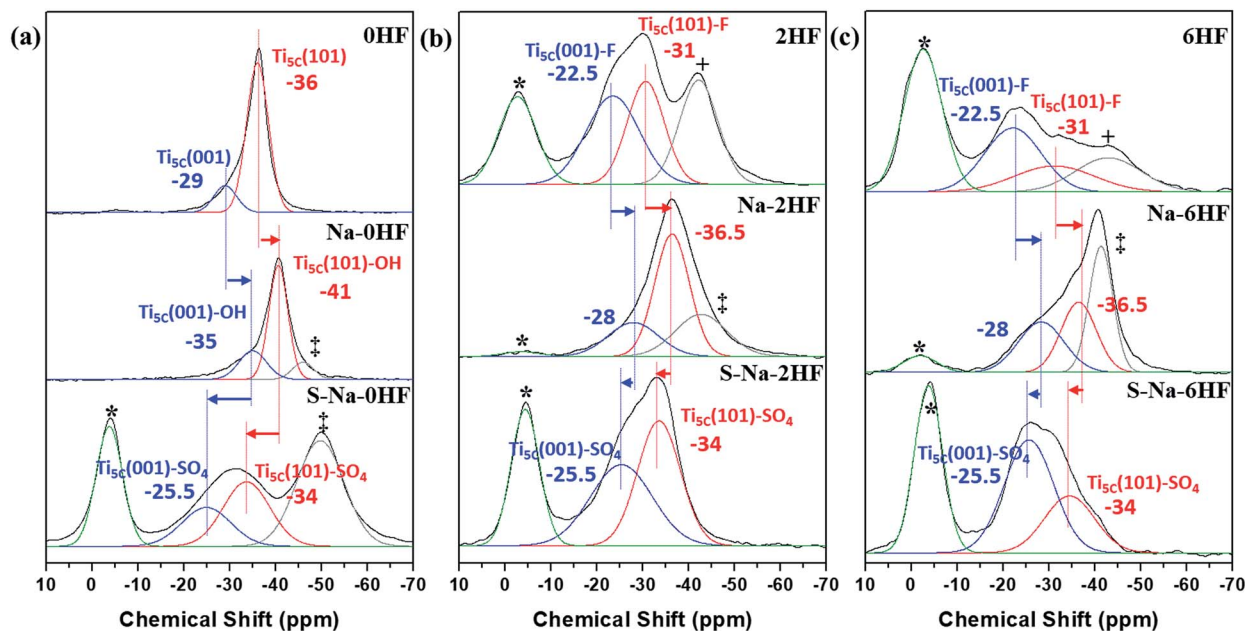 (a)
0HF
Ti5C(101)
-36
Ti5C(001)
-29
Na-0HF
Ti5C(101)-OH
-41
Ti5C(001)-OH
-35
‡
S-Na-0HF
*
‡
Ti5C(001)-SO4
-25.5
Ti5C(101)-SO4
-34
10 0 -10 -20 -30 -40 -50 -60 -70
Chemical Shift (ppm)
(b)
2HF
Ti5C(101)-F
-31
Ti5C(001)-F
-22.5
*
+
Na-2HF
-36.5
‡
-28
*
S-Na-2HF
*
Ti5C(101)-SO4
-34
Ti5C(001)-SO4
-25.5
10 0 -10 -20 -30 -40 -50 -60 -70
Chemical Shift (ppm)
(c)
6HF
*
Ti5C(001)-F
-22.5
Ti5C(101)-F
-31
+
Na-6HF
‡
-36.5
-28
*
S-Na-6HF
*
Ti5C(001)-SO4
-25.5
Ti5C(101)-SO4
-34
10 0 -10 -20 -30 -40 -50 -60 -70
Chemical Shift (ppm)